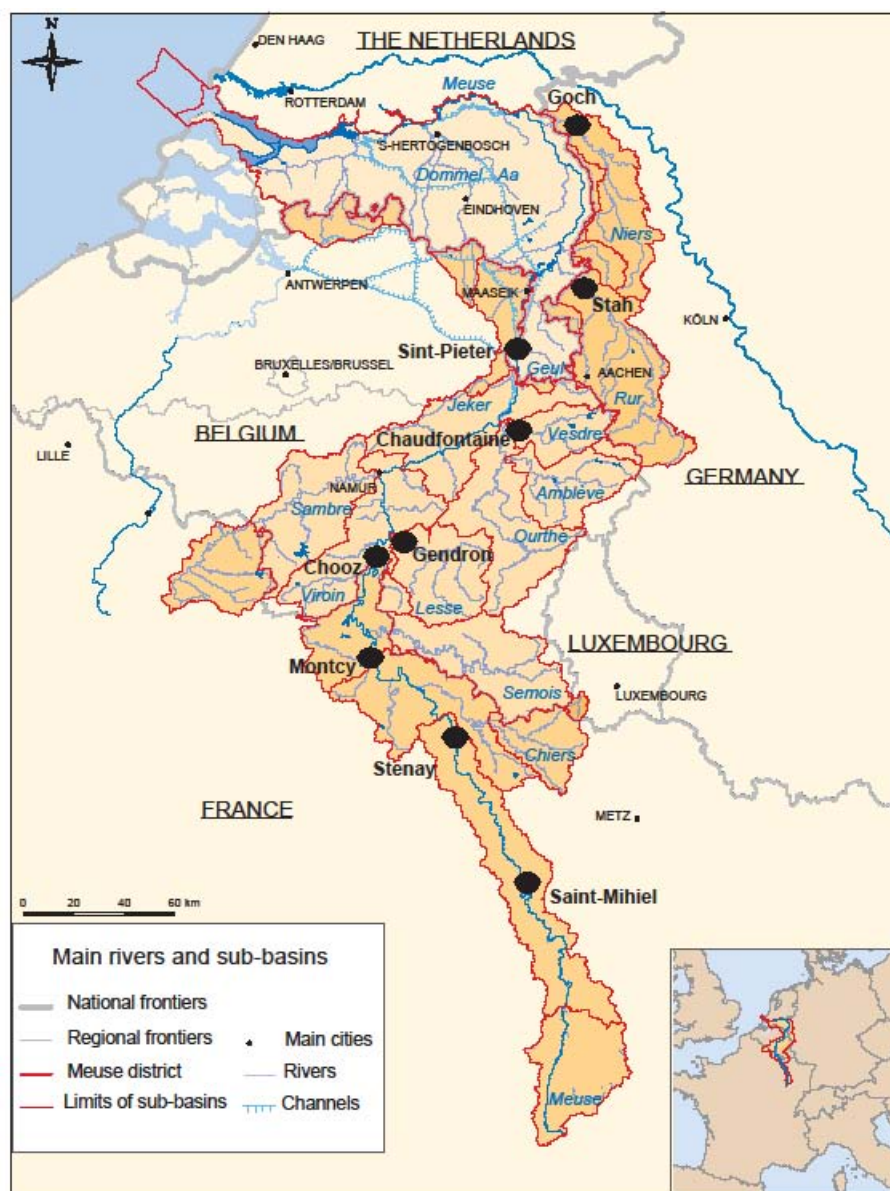 N
DEN HAAG
THE NETHERLANDS
Meuse
ROTTERDAM
Goch
S-HERTOGENBOSCH
Dommel Aa
EINDHOVEN
Niers
ANTWERPEN
MAASEIK
Stah
KÖLN
Sint-Pieter
BRUXELLES/BRUSSEL
Geul
AACHEN
Jeker
Rur
BELGIUM
Chaudfontaine
Vesdre
LILLE
GERMANY
NAMUR
Amblève
Sambre
Ourthe
Gendron
Chooz
Viroin
Lesse
LUXEMBOURG
Montcy
Semois
LUXEMBOURG
Stenay
Chiers
FRANCE
METZ
Saint-Mihiel
0 20 40 60 km
Main rivers and sub-basins
National frontiers
Regional frontiers
Main cities
Meuse district
Rivers
Limits of sub-basins
Channels
Meuse